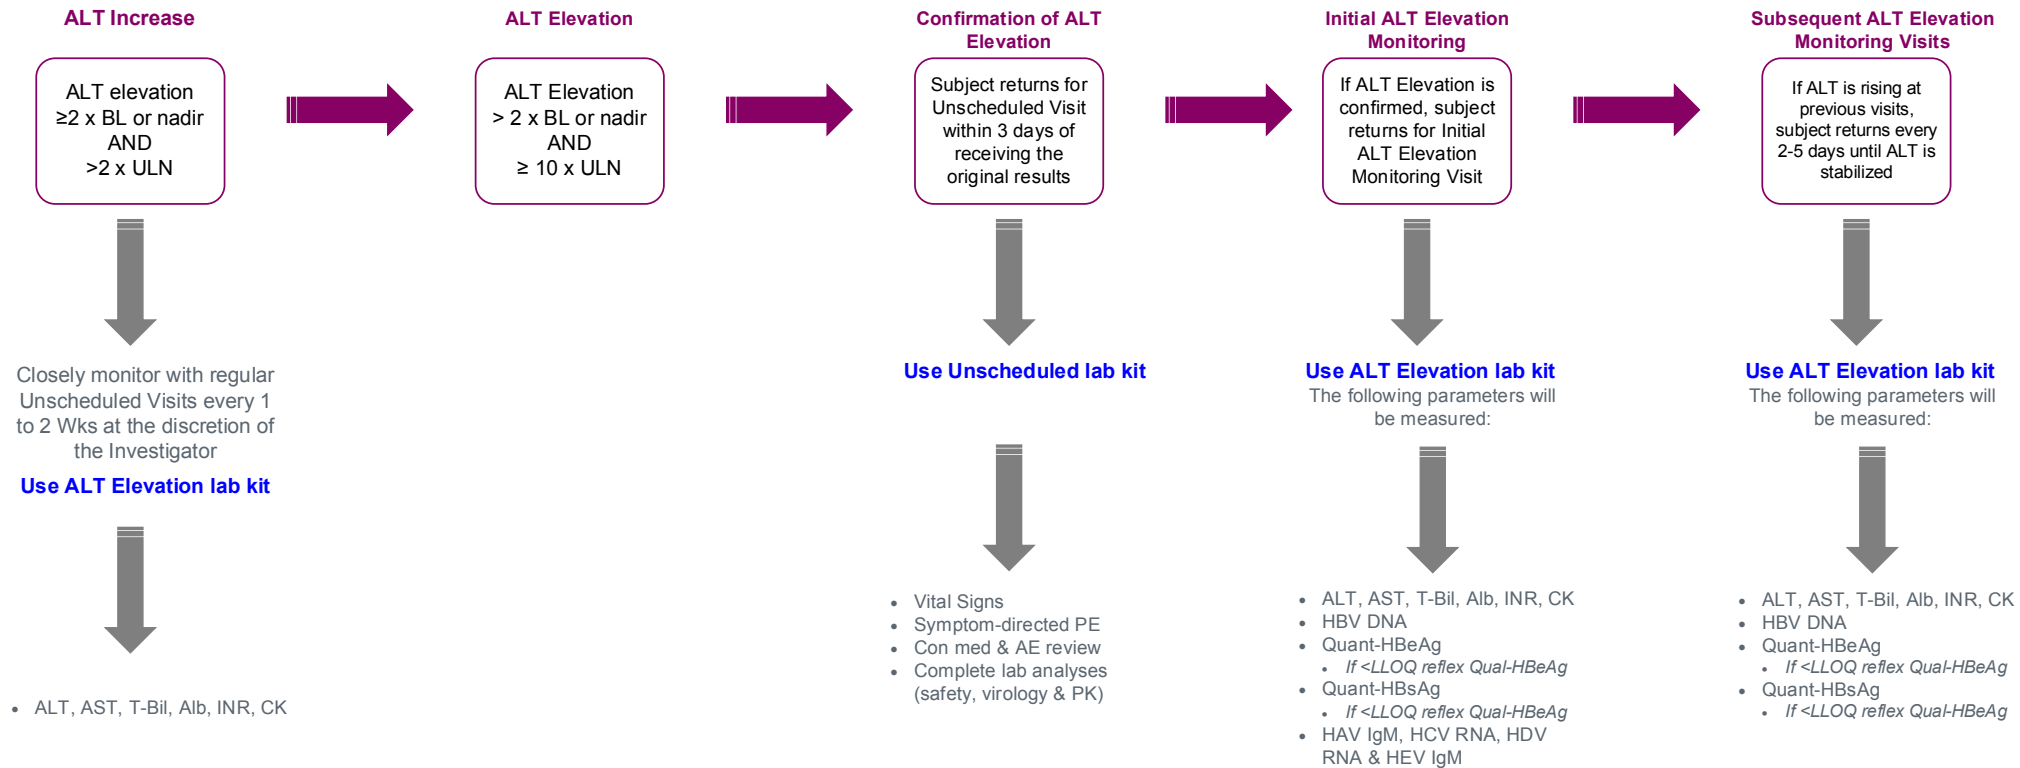 ALT Increase
ALT elevation
≥2 x BL or nadir
AND
>2 x ULN
Closely monitor with regular
Unscheduled Visits every 1
to 2 Wks at the discretion of
the Investigator
Use ALT Elevation lab kit
• ALT, AST, T-Bil, Alb, INR, CK
ALT Elevation
ALT Elevation
> 2 x BL or nadir
AND
≥ 10 x ULN
Confirmation of ALT
Elevation
Subject returns for
Unscheduled Visit
within 3 days of
receiving the
original results
Use Unscheduled lab kit
• Vital Signs
• Symptom-directed PE
• Con med & AE review
• Complete lab analyses
(safety, virology & PK)
Initial ALT Elevation
Monitoring
If ALT Elevation is
confirmed, subject
returns for Initial
ALT Elevation
Monitoring Visit
Use ALT Elevation lab kit
The following parameters will
be measured:
• ALT, AST, T-Bil, Alb, INR, CK
• HBV DNA
• Quant-HBeAg
• If <LLOQ reflex Qual-HBeAg
• Quant-HBsAg
• If <LLOQ reflex Qual-HBeAg
• HAV IgM, HCV RNA, HDV
RNA & HEV IgM
Subsequent ALT Elevation
Monitoring Visits
If ALT is rising at
previous visits,
subject returns every
2-5 days until ALT is
stabilized
Use ALT Elevation lab kit
The following parameters will
be measured:
• ALT, AST, T-Bil, Alb, INR, CK
• HBV DNA
• Quant-HBeAg
• If <LLOQ reflex Qual-HBeAg
• Quant-HBsAg
• If <LLOQ reflex Qual-HBeAg